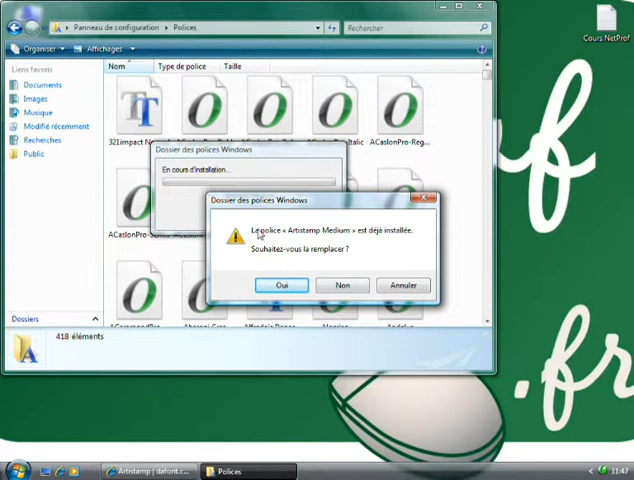 Panneau de configuration ▸ Polices
Rechercher
Cours NetProf
Organiser
Affichages
Liens favoris
Documents
Images
Musique
Modifié récemment
Recherches
Public
Dossiers
Nom
Type de police
Taille
321impact No
ACaslonPro-Reg...
Dossier des polices Windows
En cours d'installation...
Dossier des polices Windows
La police « Artistamp Medium » est déjà installée.
Souhaitez-vous la remplacer ?
Oui
Non
Annuler
418 éléments
.fr
Artistamp | dafont.c...
Polices
11:47